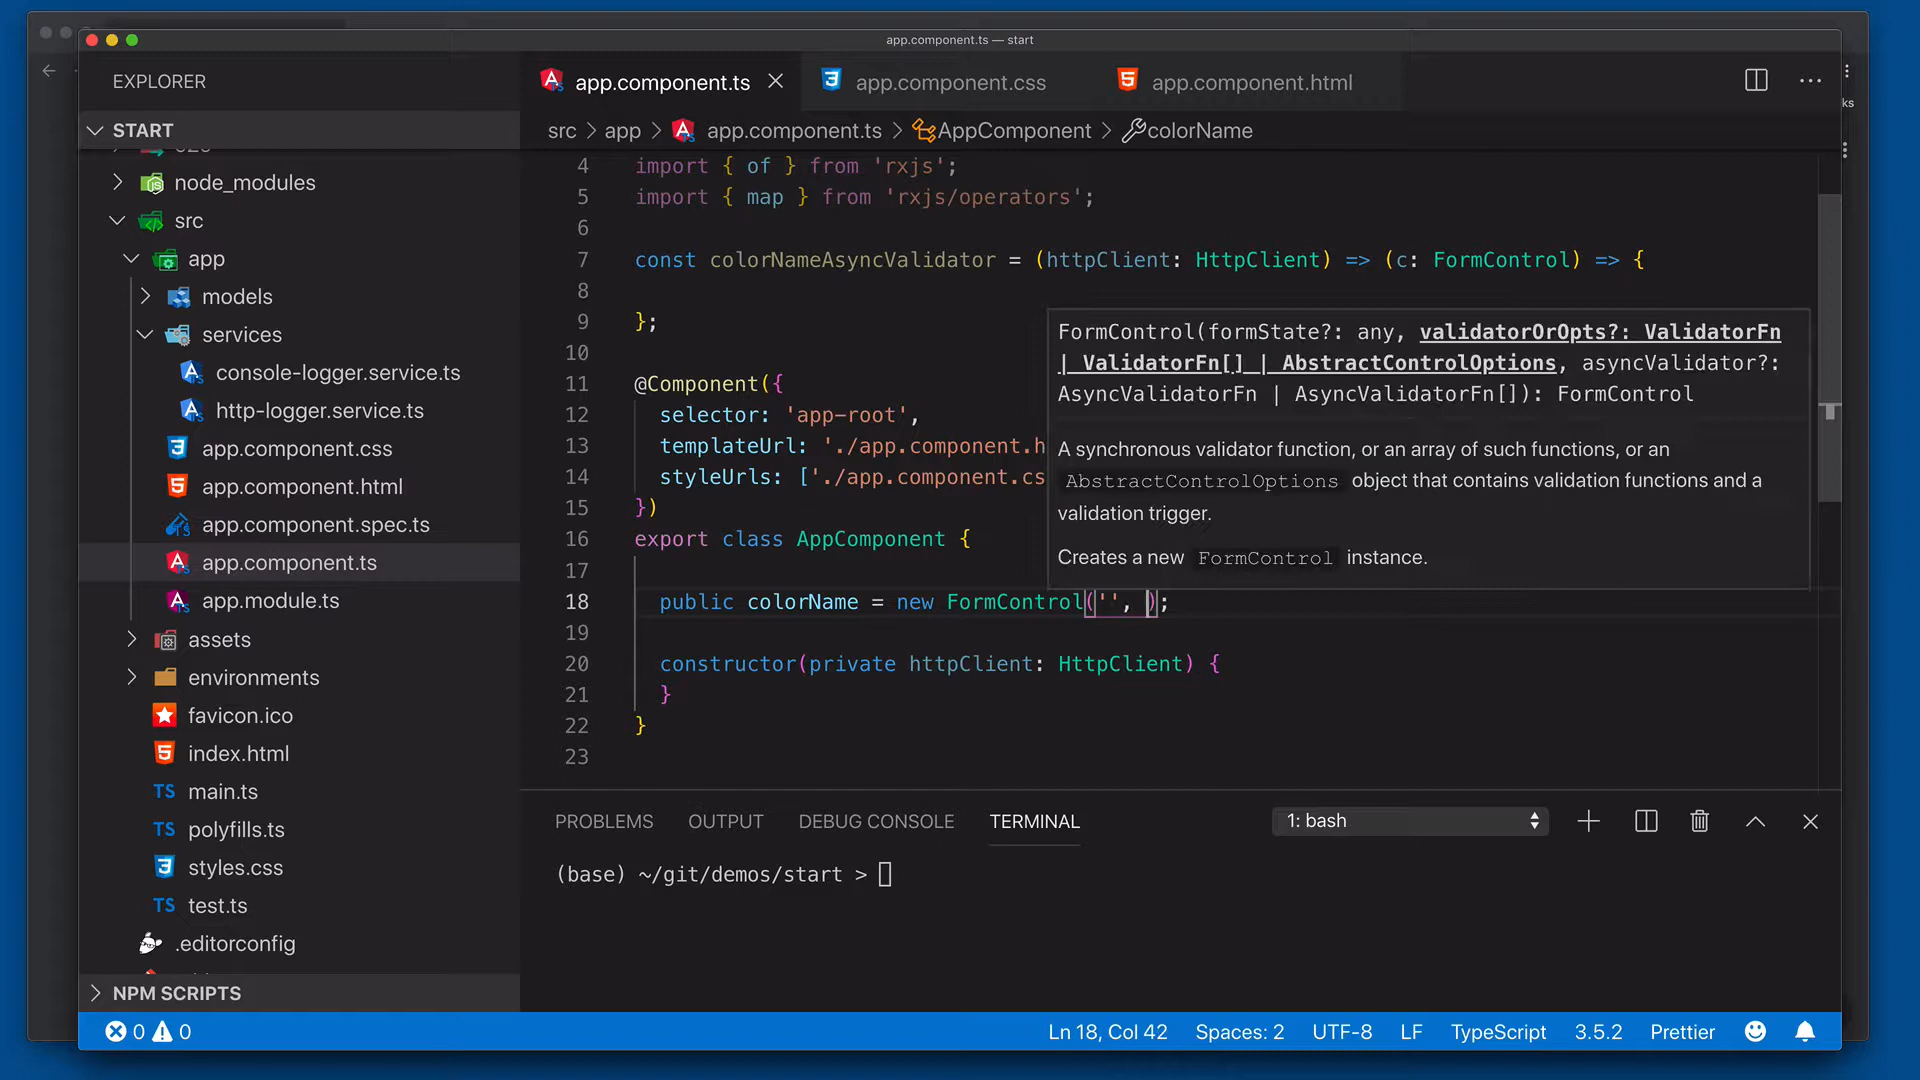 app.component.ts — start
EXPLORER
app.component.ts
app.component.css
app.component.html
ks
START
src > app > app.component.ts > AppComponent > colorName
node_modules
src
app
models
services
console-logger.service.ts
http-logger.service.ts
app.component.css
app.component.html
app.component.spec.ts
app.component.ts
app.module.ts
assets
environments
favicon.ico
index.html
TS main.ts
TS polyfills.ts
styles.css
TS test.ts
.editorconfig
NPM SCRIPTS
4 import { of } from 'rxjs';
5 import { map } from 'rxjs/operators';
6
7 const colorNameAsyncValidator = (httpClient: HttpClient) => (c: FormControl) => {
8
9 };
10
11 @Component({
12 selector: 'app-root',
13 templateUrl: './app.component.h
14 styleUrls: ['./app.component.cs
15 })
16 export class AppComponent {
17
18 public colorName = new FormControl('', );
19
20 constructor(private httpClient: HttpClient) {
21 }
22 }
23
FormControl(formState?: any, validatorOrOpts?: ValidatorFn
| ValidatorFn[] | AbstractControlOptions, asyncValidator?:
AsyncValidatorFn | AsyncValidatorFn[]): FormControl
A synchronous validator function, or an array of such functions, or an
AbstractControlOptions object that contains validation functions and a
validation trigger.
Creates a new FormControl instance.
PROBLEMS OUTPUT DEBUG CONSOLE TERMINAL
1: bash
(base) ~/git/demos/start >
0 0
Ln 18, Col 42 Spaces: 2 UTF-8 LF TypeScript 3.5.2 Prettier